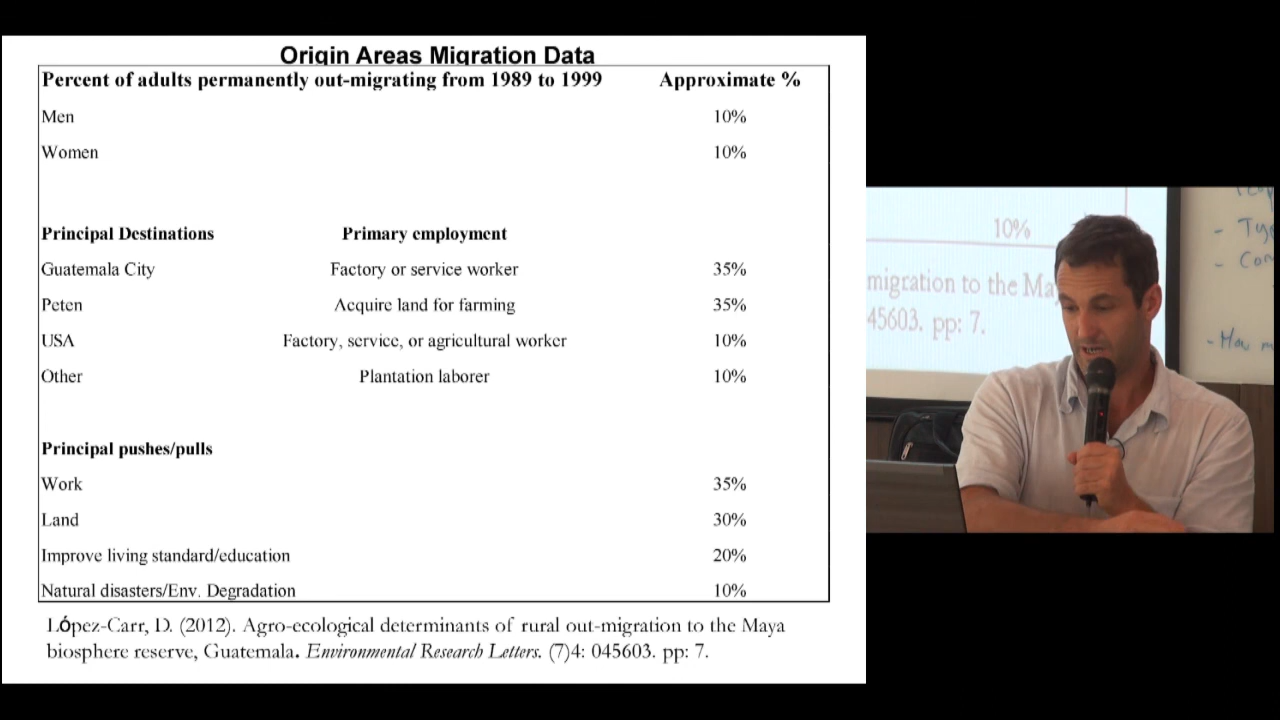 Origin Areas Migration Data
Percent of adults permanently out-migrating from 1989 to 1999 Approximate %
Men 10%
Women 10%
Principal Destinations Primary employment
Guatemala City Factory or service worker 35%
Peten Acquire land for farming 35%
USA Factory, service, or agricultural worker 10%
Other Plantation laborer 10%
Principal pushes/pulls
Work 35%
Land 30%
Improve living standard/education 20%
Natural disasters/Env. Degradation 10%
López-Carr, D. (2012). Agro-ecological determinants of rural out-migration to the Maya
biosphere reserve, Guatemala. Environmental Research Letters. (7)4: 045603. pp: 7.
10%
migration to the Ma
45603. pp: 7.
- Con
- How m